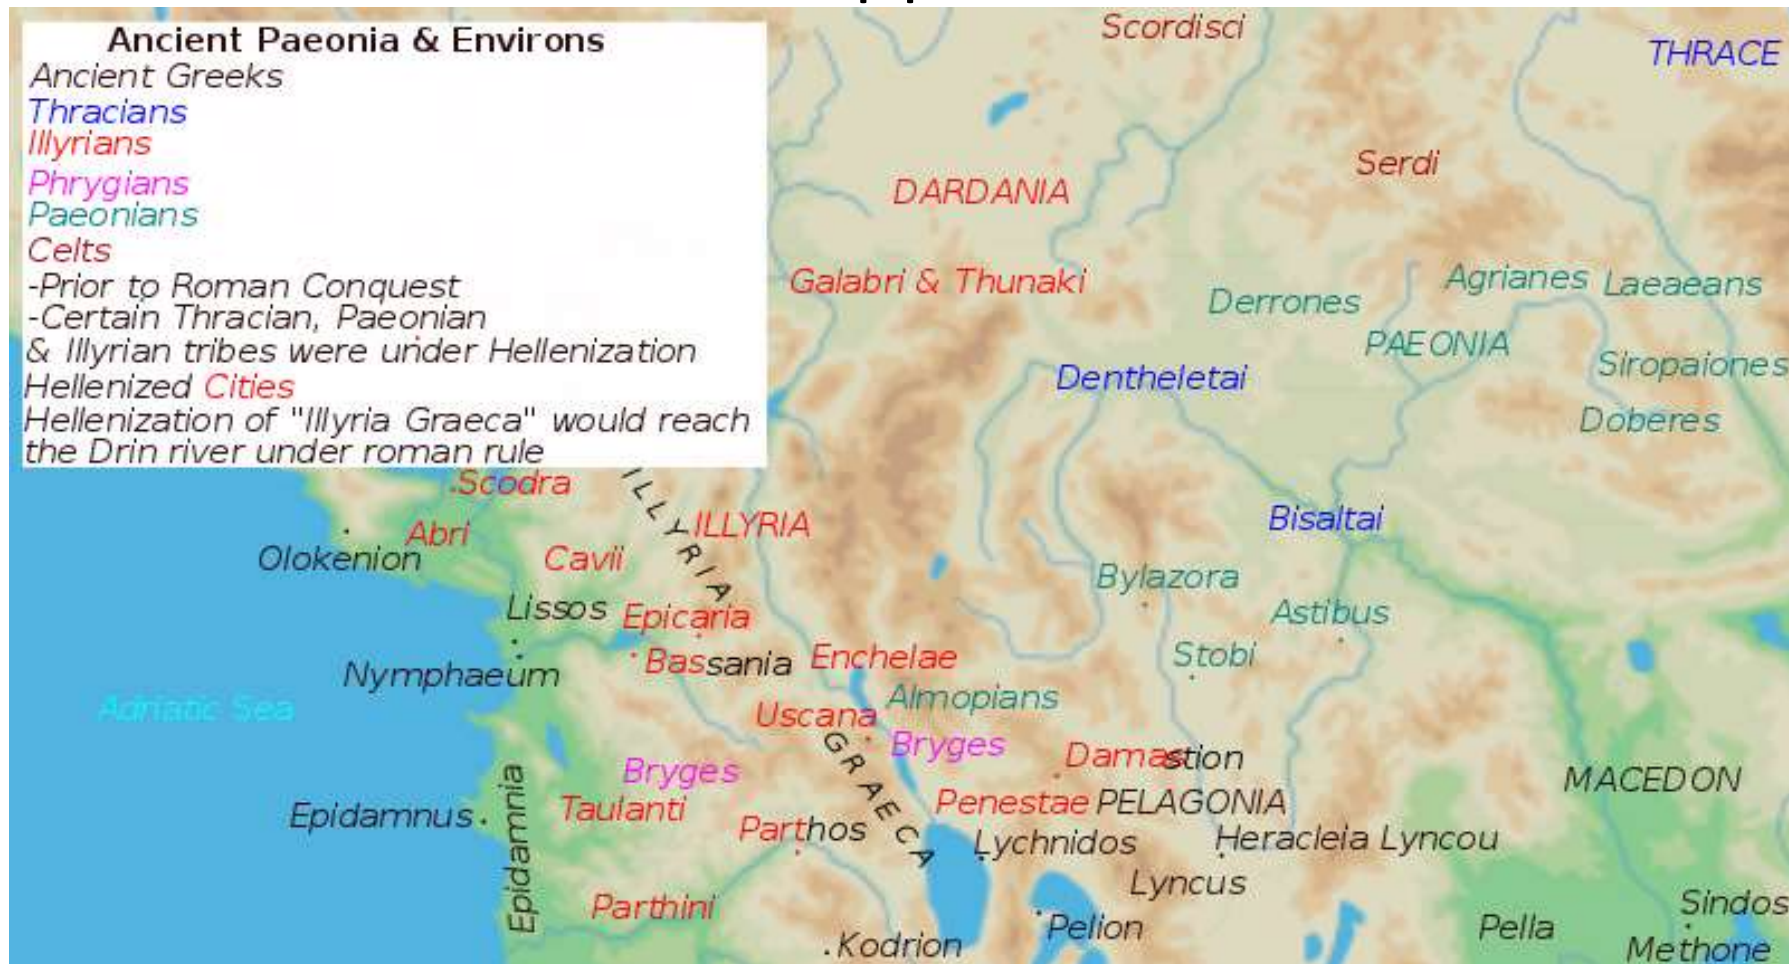 Ancient Paeonia & Environs
Ancient Greeks
Thracians
Illyrians
Phrygians
Paeonians
Celts
-Prior to Roman Conquest
-Certain Thracian, Paeonian
& Illyrian tribes were under Hellenization
Hellenized Cities
Hellenization of "Illyria Graeca" would reach
the Drin river under roman rule
Scordisci
THRACE
Serdi
DARDANIA
Galabri & Thunaki
Agrianes
Laeaeans
Derrones
PAEONIA
Siropaiones
Dentheletai
Doberes
Scodra
ILLYRIA
ILLYRIA
Abri
Bisaltai
Olokenion
Cavii
Bylazora
Lissos
Epicaria
Astibus
Stobi
Nymphaeum
Bassania
Enchelae
Almopians
Adriatic Sea
Uscana
Bryges
GRAECA
Damastion
Bryges
MACEDON
Epidamnus
Taulanti
Penestae
PELAGONIA
Parthos
Lychnidos
Heracleia Lyncou
Epidamnia
Lyncus
Parthini
Sindos
Pelion
Pella
Kodrion
Methone